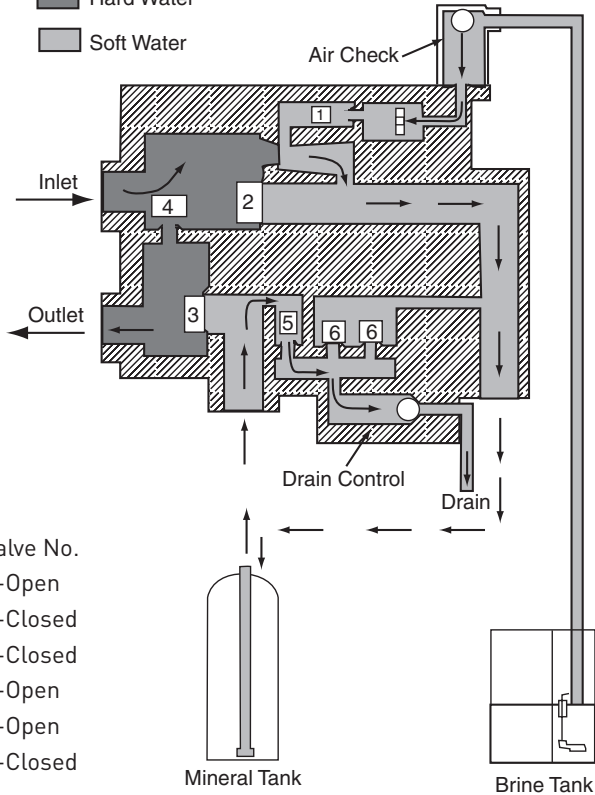 Hard Water
Soft Water
Air Check
1
Inlet
4
2
Outlet
3
5
6
6
Drain Control
Drain
alve No.
-Open
-Closed
-Closed
-Open
-Open
-Closed
Mineral Tank
Brine Tank